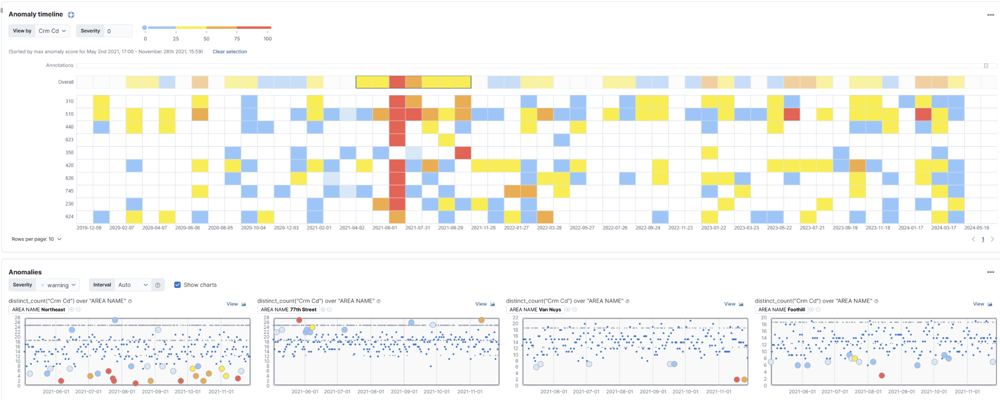 Anomaly timeline
View by Crm Cd Severity 0
0 25 50 75 100
(Sorted by max anomaly score for May 2nd 2021, 17:00 - November 28th 2021, 15:59) Clear selection
Annotations
Overall
310
510
440
623
350
420
626
745
230
624
2019-12-09 2020-02-07 2020-04-07 2020-06-06 2020-08-05 2020-10-04 2020-12-03 2021-02-01 2021-04-02 2021-06-01 2021-07-31 2021-09-29 2021-11-28 2022-01-27 2022-03-28 2022-05-27 2022-07-26 2022-09-24 2022-11-23 2023-01-22 2023-03-23 2023-05-22 2023-07-21 2023-09-19 2023-11-18 2024-01-17 2024-03-17 2024-05-16
Rows per page: 10
1
Anomalies
Severity warning Interval Auto Show charts
distinct_count("Crm Cd") over "AREA NAME"
View
AREA NAME Northeast
28
26
24
22
20
18
16
14
12
10
8
6
4
2
0
2021-06-01 2021-07-01 2021-08-01 2021-09-01 2021-10-01 2021-11-01
distinct_count("Crm Cd") over "AREA NAME"
View
AREA NAME 77th Street
28
26
24
22
20
18
16
14
12
10
8
6
4
2
0
2021-06-01 2021-07-01 2021-08-01 2021-09-01 2021-10-01 2021-11-01
distinct_count("Crm Cd") over "AREA NAME"
View
AREA NAME Van Nuys
22
20
18
16
14
12
10
8
6
4
2
0
2021-06-01 2021-07-01 2021-08-01 2021-09-01 2021-10-01 2021-11-01
distinct_count("Crm Cd") over "AREA NAME"
View
AREA NAME Foothill
20
18
16
14
12
10
8
6
4
2
0
2021-06-01 2021-07-01 2021-08-01 2021-09-01 2021-10-01 2021-11-01